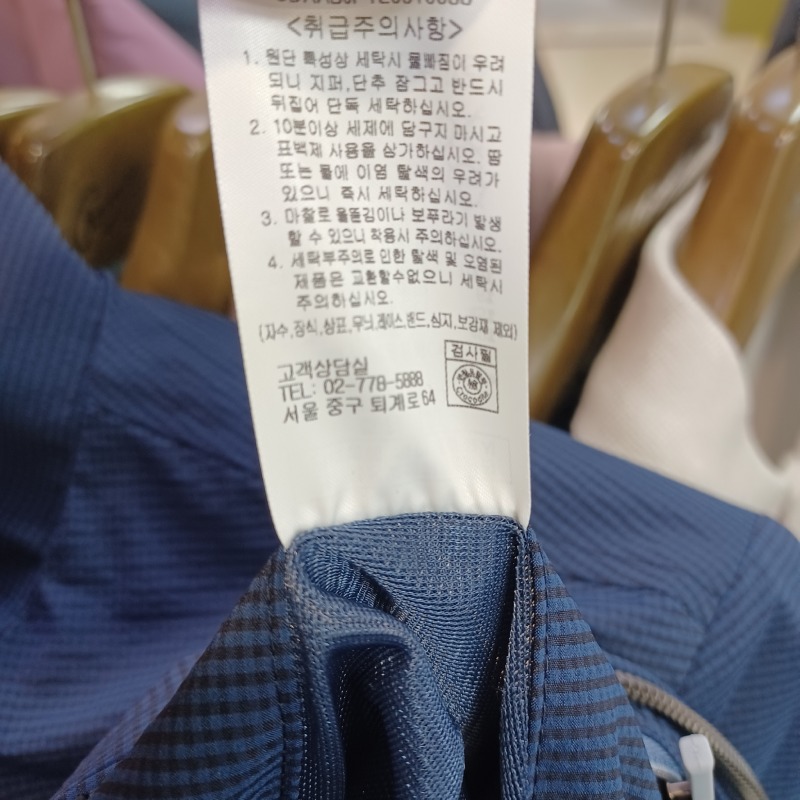 <취급주의사항>
1. 원단 특성상 세탁시 물빠짐이 우려
되니 지퍼,단추 잠그고 반드시
뒤집어 단독 세탁하십시오.
2. 10분이상 세제에 담구지 마시고
표백제 사용을 삼가하십시오. 땀
또는 물에 이염 탈색의 우려가
있으니 즉시 세탁하십시오.
3. 마찰로 올뜯김이나 보푸라기 발생
할 수 있으니 착용시 주의하십시오.
4. 세탁부주의로 인한 탈색 및 오염된
제품은 교환할수없으니 세탁시
주의하십시오.
(자수,장식,상표,무늬,레이스,밴드,심지,보강재 제외)
검사필
고객상담실
TEL: 02-778-5888
서울 중구 퇴계로64
Crocodile